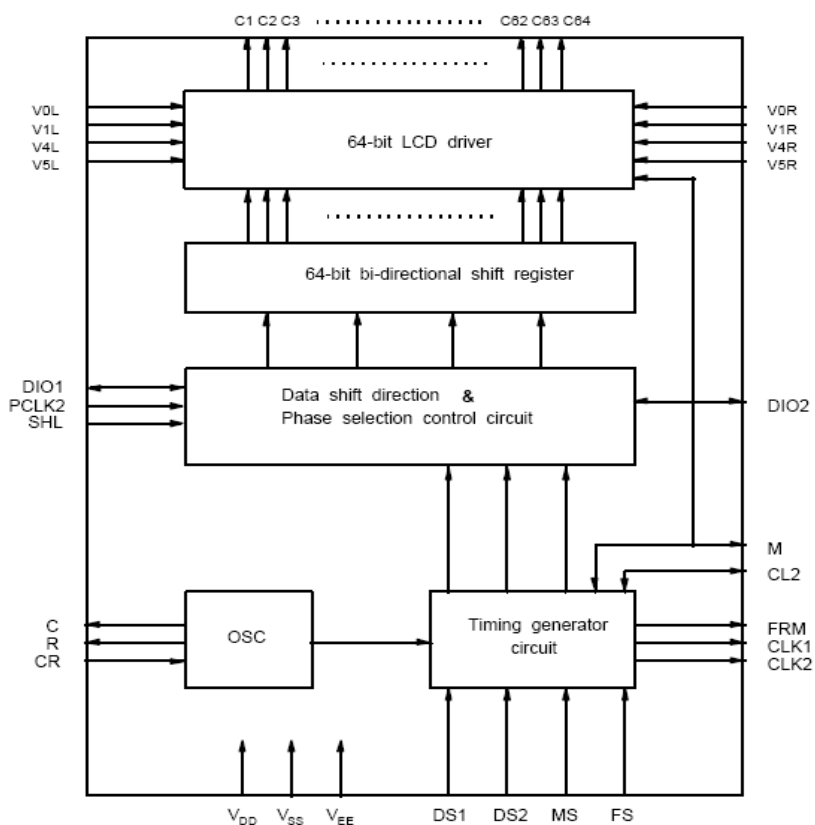 C1 C2 C3 ..................... C62 C63 C64
.....................
V0L
V1L
V4L
V5L
64-bit LCD driver
V0R
V1R
V4R
V5R
.....................
64-bit bi-directional shift register
DIO1
PCLK2
SHL
Data shift direction &
Phase selection control circuit
DIO2
M
CL2
C
R
CR
OSC
Timing generator
circuit
FRM
CLK1
CLK2
VDD VSS VEE DS1 DS2 MS FS